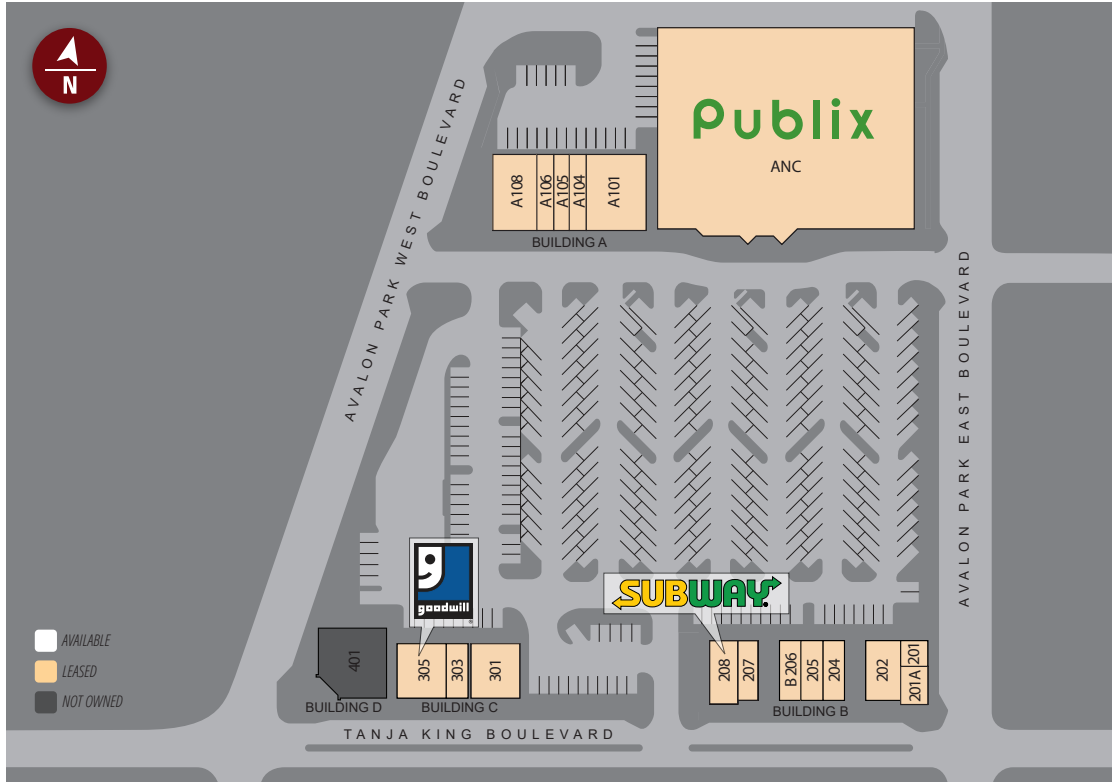 N
Publix
ANC
A108
A106
A105
A104
A101
BUILDING A
AVALON PARK WEST BOULEVARD
AVALON PARK EAST BOULEVARD
goodwill
SUBWAY
AVAILABLE
LEASED
NOT OWNED
401
305
303
301
208
207
B 206
205
204
202
201
201A
BUILDING D
BUILDING C
BUILDING B
TANJA KING BOULEVARD